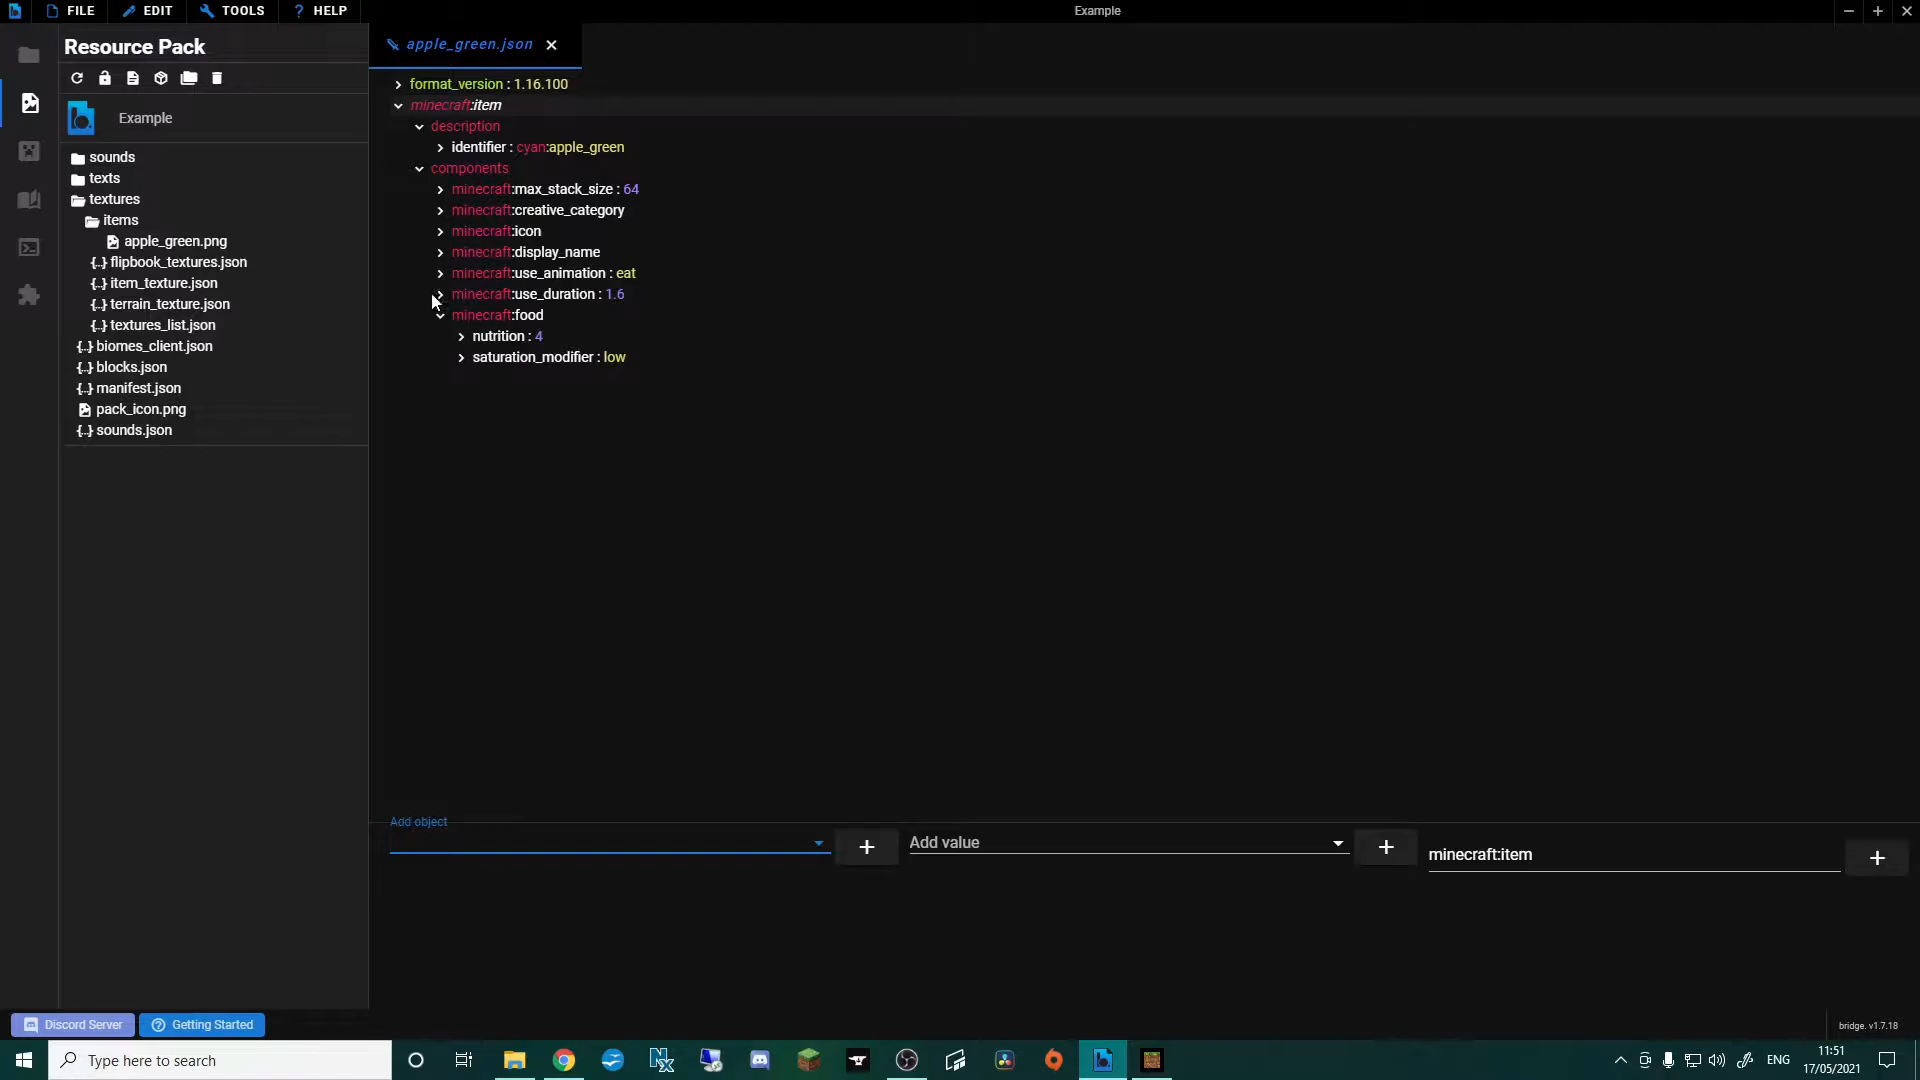 FILE EDIT TOOLS HELP Example
Resource Pack
apple_green.json
Example
sounds
texts
textures
items
apple_green.png
{..} flipbook_textures.json
{..} item_texture.json
{..} terrain_texture.json
{..} textures_list.json
{..} biomes_client.json
{..} blocks.json
{..} manifest.json
pack_icon.png
{..} sounds.json
format_version : 1.16.100
minecraft:item
description
identifier : cyan:apple_green
components
minecraft:max_stack_size : 64
minecraft:creative_category
minecraft:icon
minecraft:display_name
minecraft:use_animation : eat
minecraft:use_duration : 1.6
minecraft:food
nutrition : 4
saturation_modifier : low
Add object
Add value
minecraft:item
Discord Server Getting Started
bridge. v1.7.18
Type here to search
ENG
11:51
17/05/2021